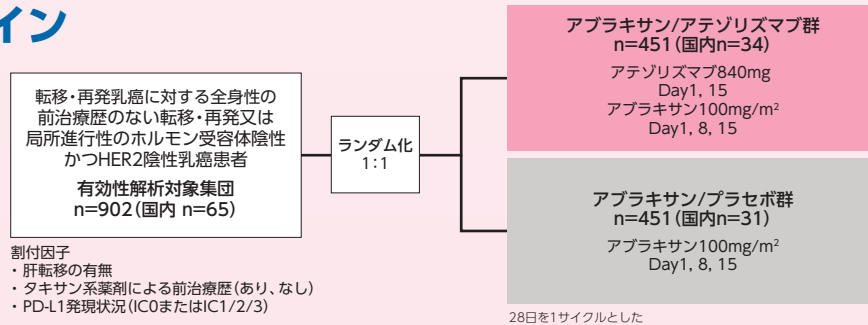 イン
転移・再発乳癌に対する全身性の
前治療歴のない転移・再発又は
局所進行性のホルモン受容体陰性
かつHER2陰性乳癌患者
有効性解析対象集団
n=902(国内 n=65)
割付因子
・肝転移の有無
・タキサン系薬剤による前治療歴(あり、なし)
・PD-L1発現状況(IC0またはIC1/2/3)
ランダム化
1:1
アブラキサン/アテゾリズマブ群
n=451(国内n=34)
アテゾリズマブ840mg
Day1, 15
アブラキサン100mg/m²
Day1, 8, 15
アブラキサン/プラセボ群
n=451(国内n=31)
アブラキサン100mg/m²
Day1, 8, 15
28日を1サイクルとした